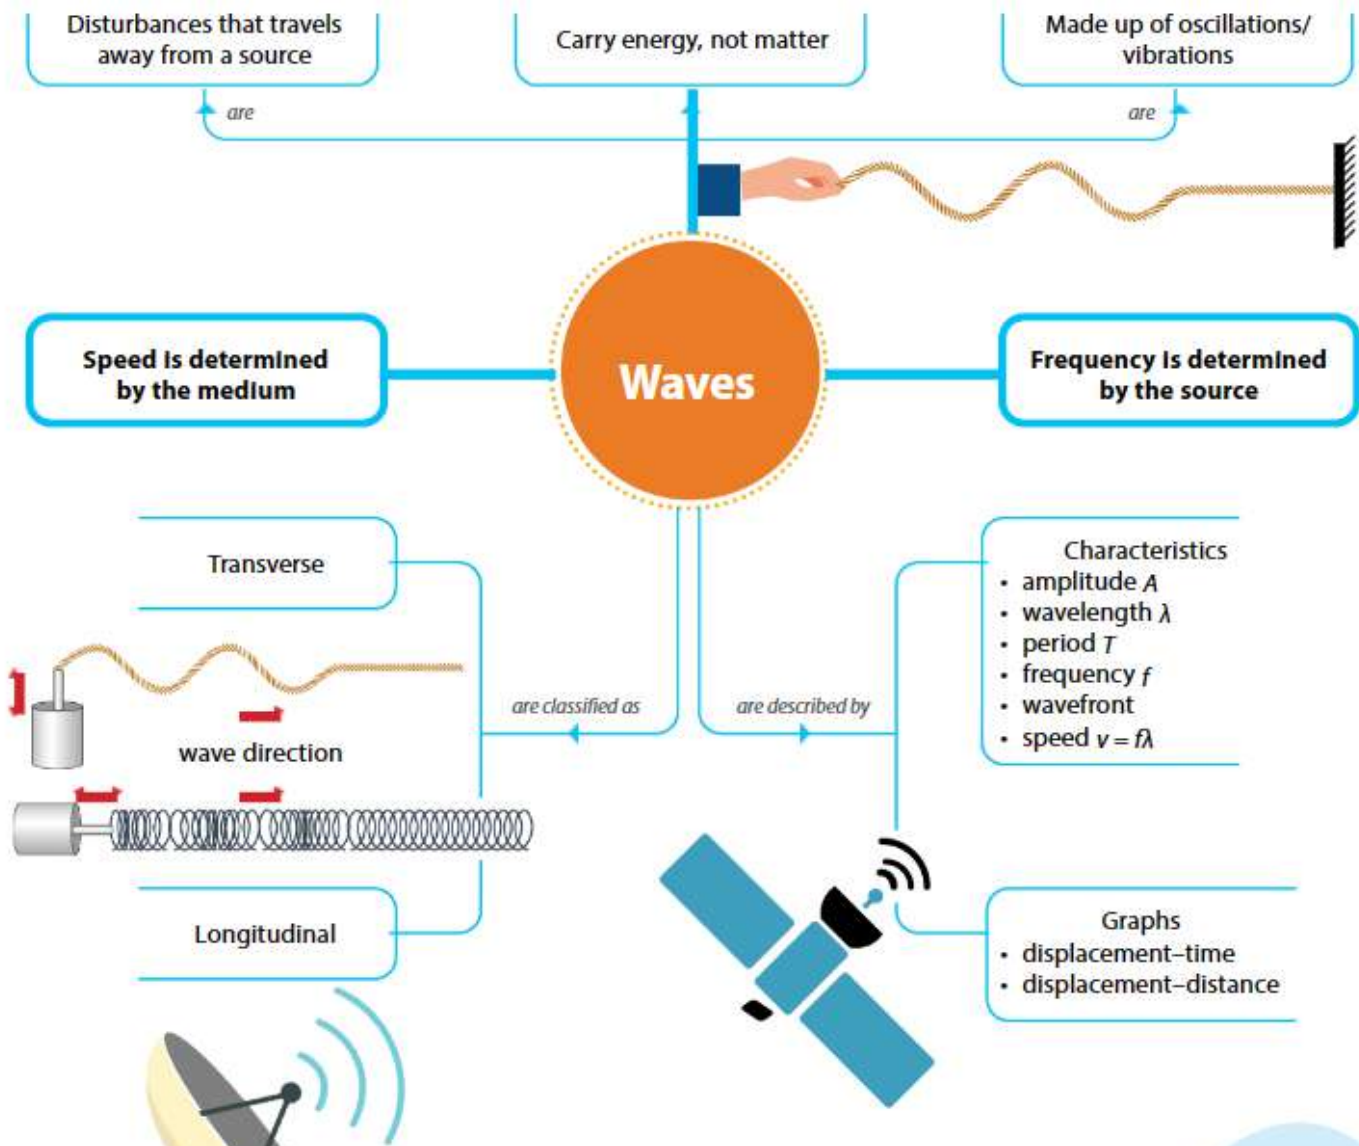 Disturbances that travels
away from a source
Carry energy, not matter
Made up of oscillations/
vibrations
are
are
Waves
Speed is determined
by the medium
Frequency is determined
by the source
Transverse
wave direction
Longitudinal
are classified as
are described by
Characteristics
• amplitude A
• wavelength λ
• period T
• frequency f
• wavefront
• speed v = fλ
Graphs
• displacement–time
• displacement–distance